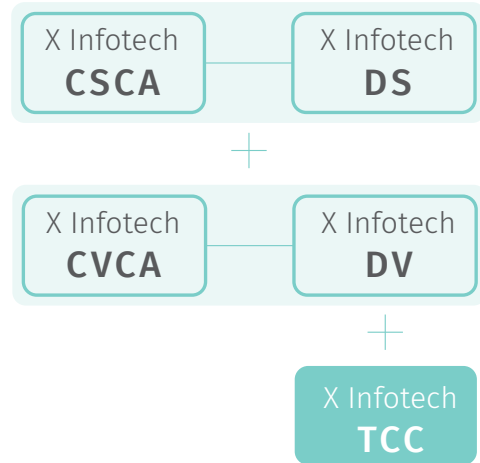 X Infotech
CSCA
X Infotech
DS
X Infotech
CVCA
X Infotech
DV
X Infotech
TCC